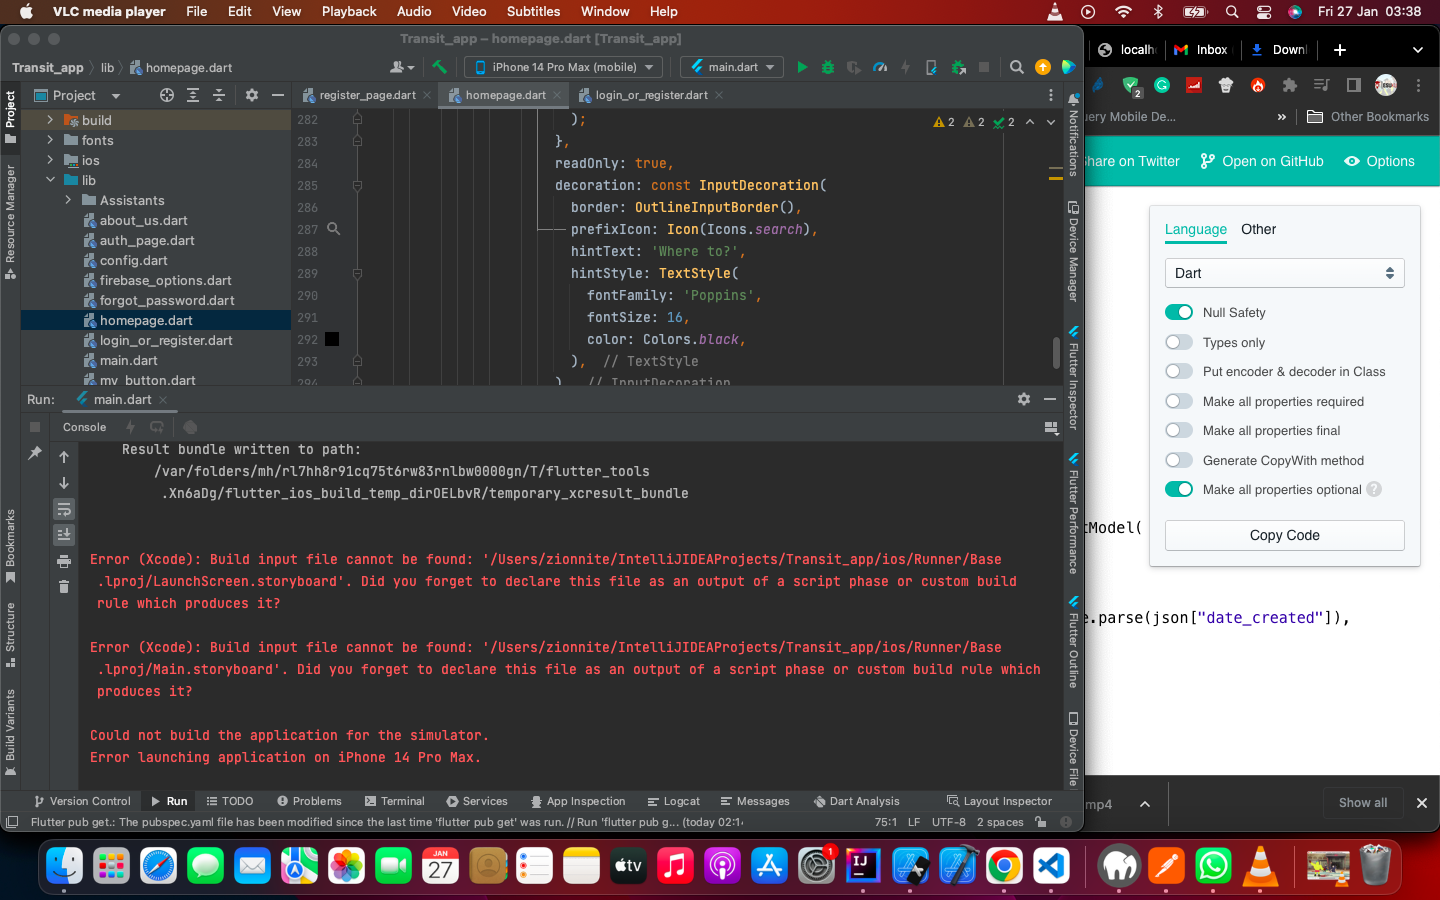 VLC media player File Edit View Playback Audio Video Subtitles Window Help
Fri 27 Jan 03:38
Transit_app – homepage.dart [Transit_app]
Transit_app lib homepage.dart
iPhone 14 Pro Max (mobile)
main.dart
Project
register_page.dart
homepage.dart
login_or_register.dart
build
fonts
ios
lib
Assistants
about_us.dart
auth_page.dart
config.dart
firebase_options.dart
forgot_password.dart
homepage.dart
login_or_register.dart
main.dart
my_button.dart
2 2 2
282 );
283 },
284 readOnly: true,
285 decoration: const InputDecoration(
286 border: OutlineInputBorder(),
287 prefixIcon: Icon(Icons.search),
288 hintText: 'Where to?',
289 hintStyle: TextStyle(
290 fontFamily: 'Poppins',
291 fontSize: 16,
292 color: Colors.black,
293 ), // TextStyle
294 ) // InputDecoration
Project
Resource Manager
Bookmarks
Structure
Build Variants
Notifications
Device Manager
Flutter Inspector
Flutter Performance
Flutter Outline
Device File
Run: main.dart
Console
Result bundle written to path:
/var/folders/mh/rl7hh8r91cq75t6rw83rnlbw0000gn/T/flutter_tools
.Xn6aDg/flutter_ios_build_temp_dirOELbvR/temporary_xcresult_bundle
Error (Xcode): Build input file cannot be found: '/Users/zionnite/IntelliJIDEAProjects/Transit_app/ios/Runner/Base
.lproj/LaunchScreen.storyboard'. Did you forget to declare this file as an output of a script phase or custom build
rule which produces it?
Error (Xcode): Build input file cannot be found: '/Users/zionnite/IntelliJIDEAProjects/Transit_app/ios/Runner/Base
.lproj/Main.storyboard'. Did you forget to declare this file as an output of a script phase or custom build rule which
produces it?
Could not build the application for the simulator.
Error launching application on iPhone 14 Pro Max.
Version Control Run TODO Problems Terminal Services App Inspection Logcat Messages Dart Analysis Layout Inspector
Flutter pub get.: The pubspec.yaml file has been modified since the last time 'flutter pub get' was run. // Run 'flutter pub g... (today 02:14
75:1 LF UTF-8 2 spaces
localh
Inbox
Downl
2
uery Mobile De...
» Other Bookmarks
Share on Twitter Open on GitHub Options
Language Other
Dart
Null Safety
Types only
Put encoder & decoder in Class
Make all properties required
Make all properties final
Generate CopyWith method
Make all properties optional ?
Copy Code
tModel(
e.parse(json["date_created"]),
mp4
Show all
JAN
27
tv
1
IJ